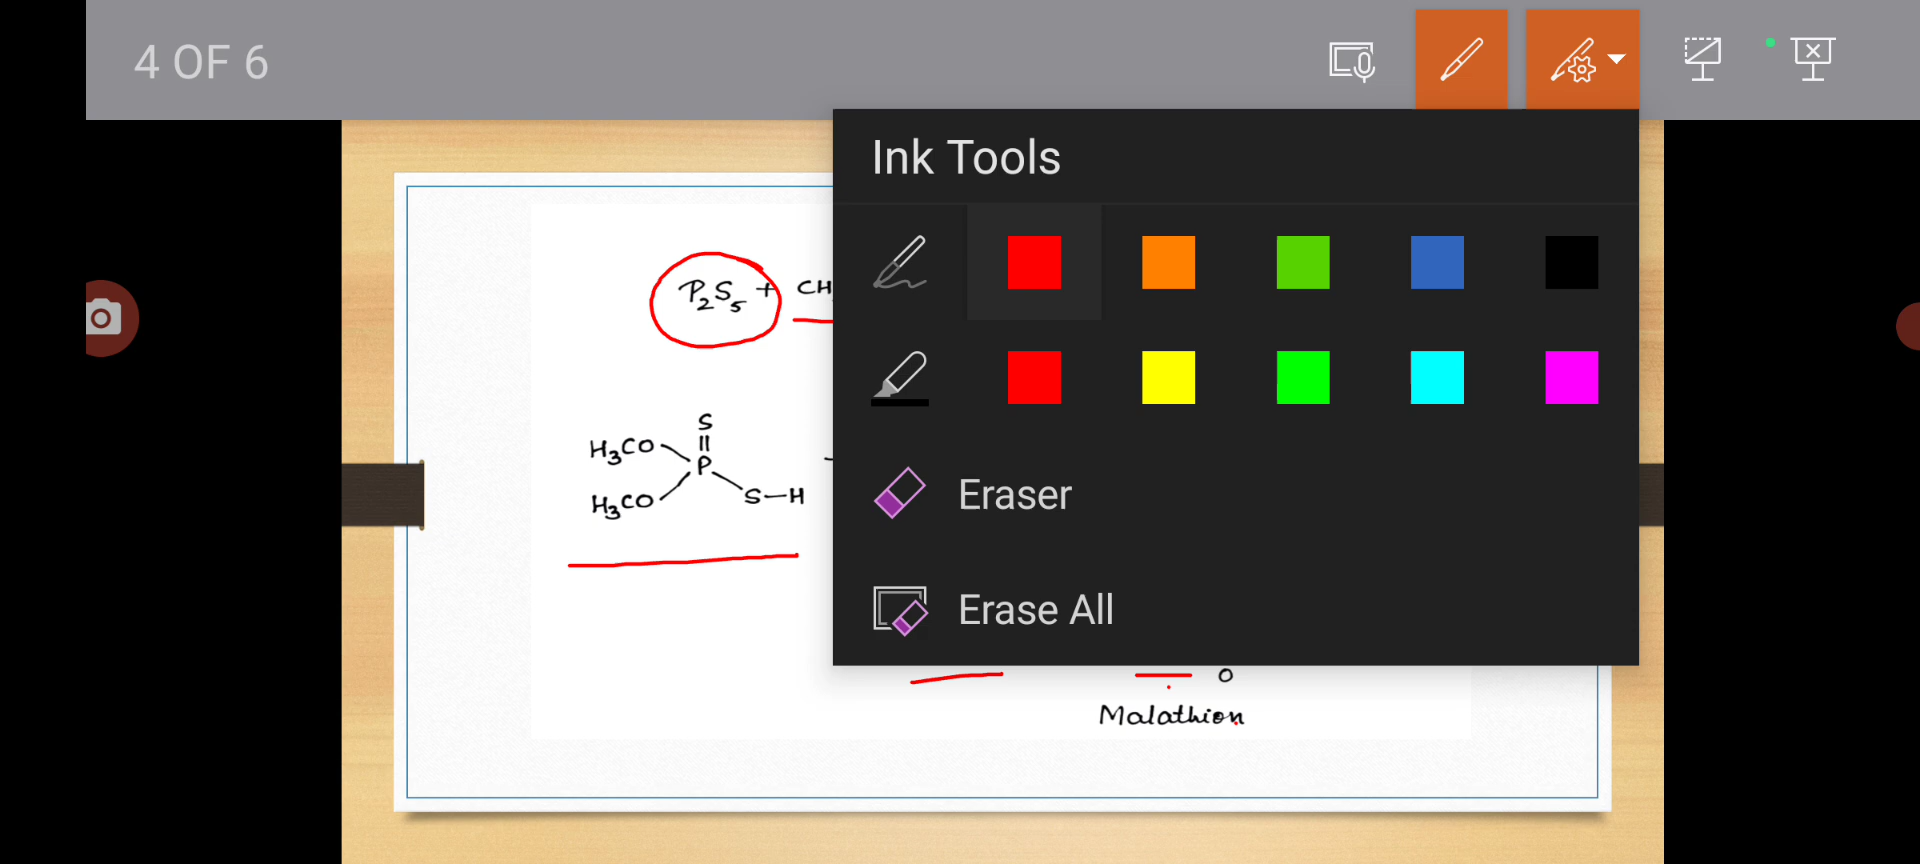 4 OF 6
Ink Tools
P2S5 + CH
S
H3CO
P
H3CO
S-H
Eraser
Erase All
O
Malathion